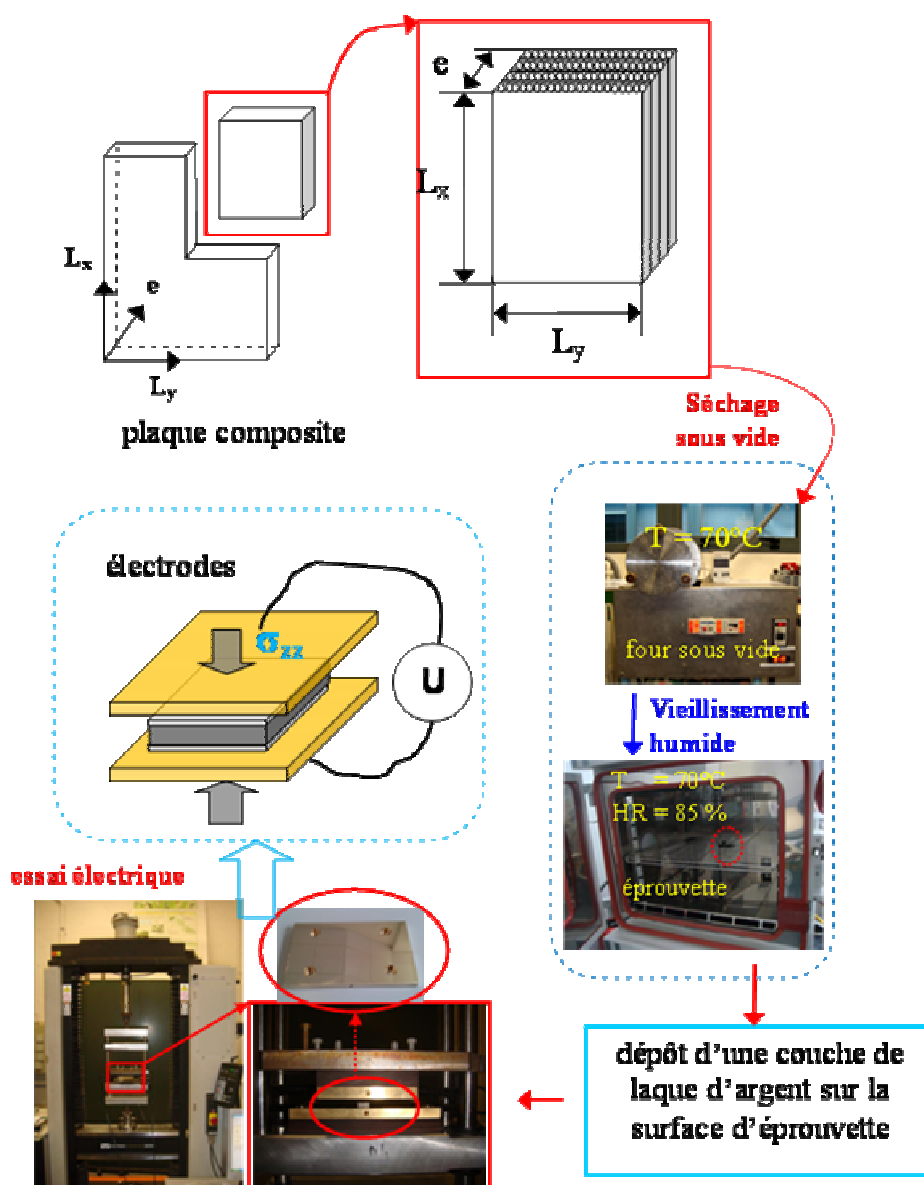 e
Lx
Ly
Lx
e
Ly
plaque composite
Séchage
sous vide
T = 70°C
four sous vide
Vieillissement
humide
T = 70°C
HR = 85 %
éprouvette
électrodes
σzz
U
essai électrique
dépôt d'une couche de
laque d'argent sur la
surface d'éprouvette